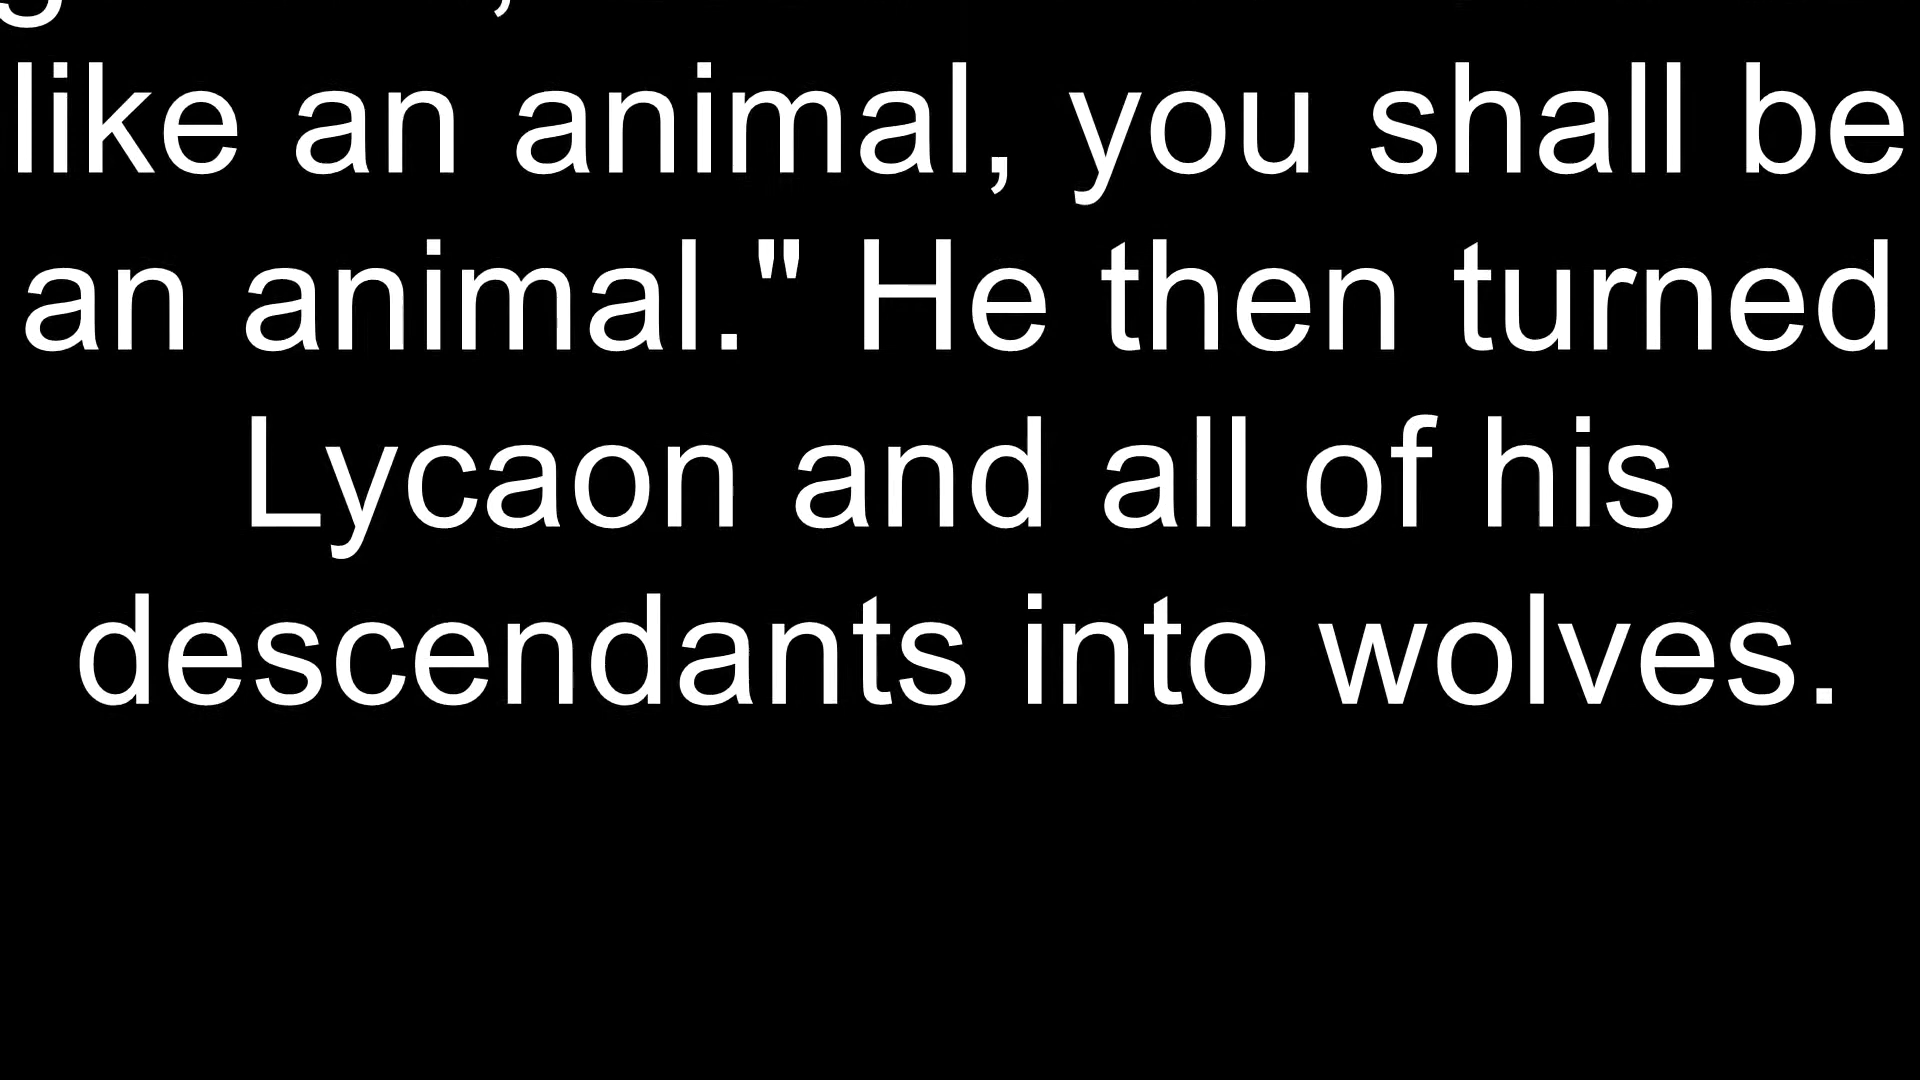 like an animal, you shall be
an animal." He then turned
Lycaon and all of his
descendants into wolves.